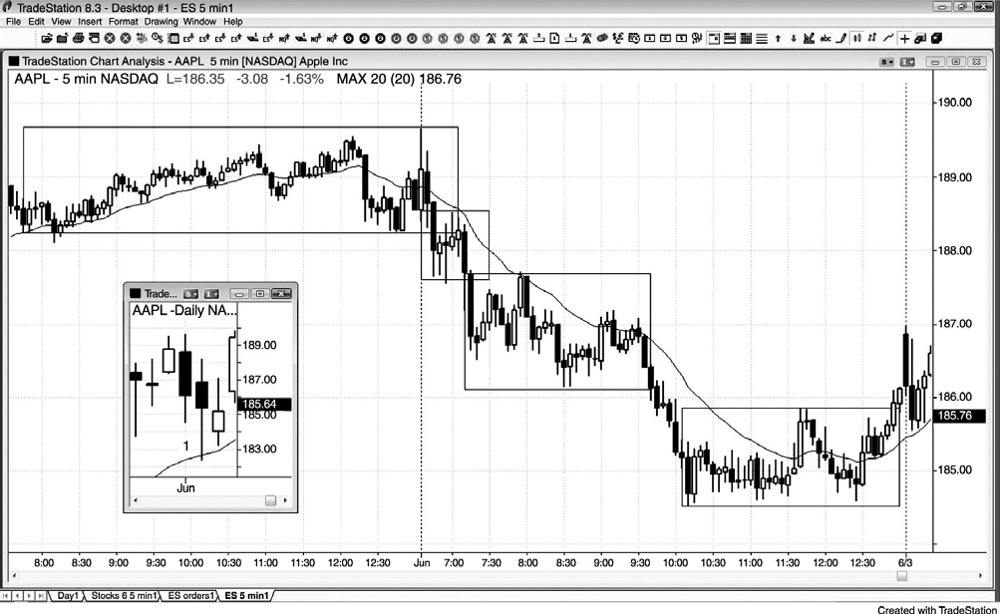 TradeStation 8.3 - Desktop #1 - ES 5 min1
File Edit View Insert Format Drawing Window Help
TradeStation Chart Analysis - AAPL 5 min [NASDAQ] Apple Inc
AAPL - 5 min NASDAQ L=186.35 -3.08 -1.63% MAX 20 (20) 186.76
190.00
189.00
188.00
187.00
186.00
185.76
185.00
Trade...
AAPL -Daily NA...
189.00
187.00
185.64
185.00
183.00
1
Jun
8:00 8:30 9:00 9:30 10:00 10:30 11:00 11:30 12:00 12:30 Jun 7:00 7:30 8:00 8:30 9:00 9:30 10:00 10:30 11:00 11:30 12:00 12:30 6/3
Day1 Stocks 6 5 min1 ES orders1 ES 5 min1
Created with TradeStation